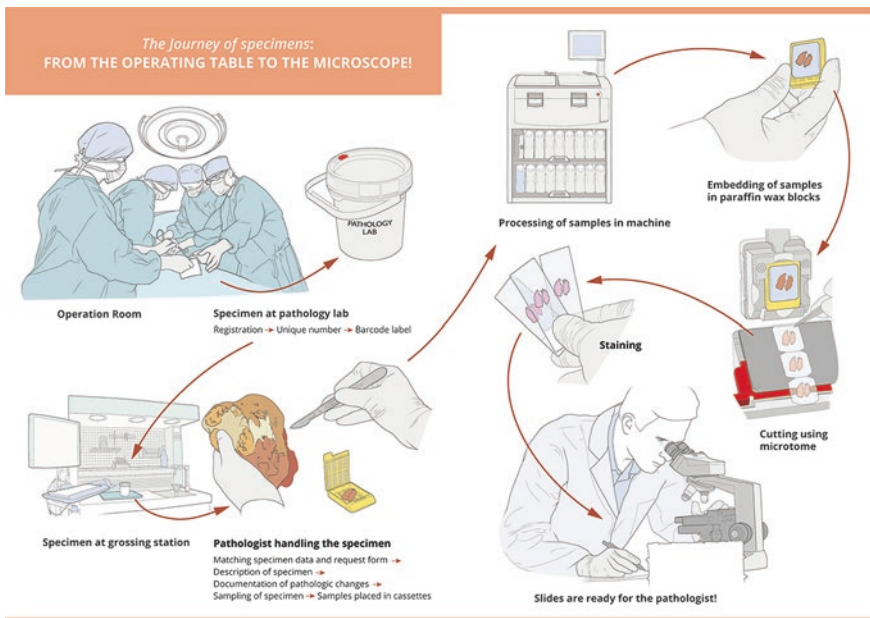 The Journey of specimens:
FROM THE OPERATING TABLE TO THE MICROSCOPE!
PATHOLOGY
LAB
Operation Room
Specimen at pathology lab
Registration → Unique number → Barcode label
Specimen at grossing station
Pathologist handling the specimen
Matching specimen data and request form →
Description of specimen →
Documentation of pathologic changes →
Sampling of specimen → Samples placed in cassettes
Processing of samples in machine
Embedding of samples
in paraffin wax blocks
Cutting using
microtome
Staining
Slides are ready for the pathologist!